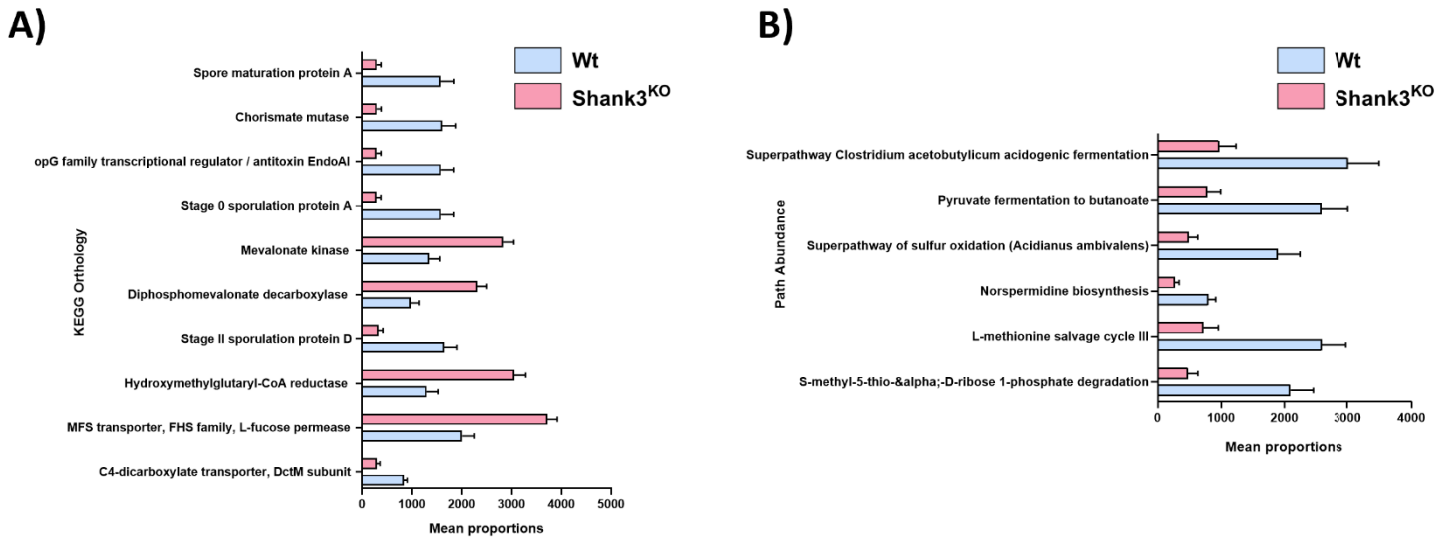 A)
Wt
Shank3KO
KEGG Orthology
Spore maturation protein A
Chorismate mutase
opG family transcriptional regulator / antitoxin EndoAI
Stage 0 sporulation protein A
Mevalonate kinase
Diphosphomevalonate decarboxylase
Stage II sporulation protein D
Hydroxymethylglutaryl-CoA reductase
MFS transporter, FHS family, L-fucose permease
C4-dicarboxylate transporter, DctM subunit
0 1000 2000 3000 4000 5000
Mean proportions
B)
Wt
Shank3KO
Path Abundance
Superpathway Clostridium acetobutylicum acidogenic fermentation
Pyruvate fermentation to butanoate
Superpathway of sulfur oxidation (Acidianus ambivalens)
Norspermidine biosynthesis
L-methionine salvage cycle III
S-methyl-5-thio-&alpha;-D-ribose 1-phosphate degradation
0 1000 2000 3000 4000
Mean proportions